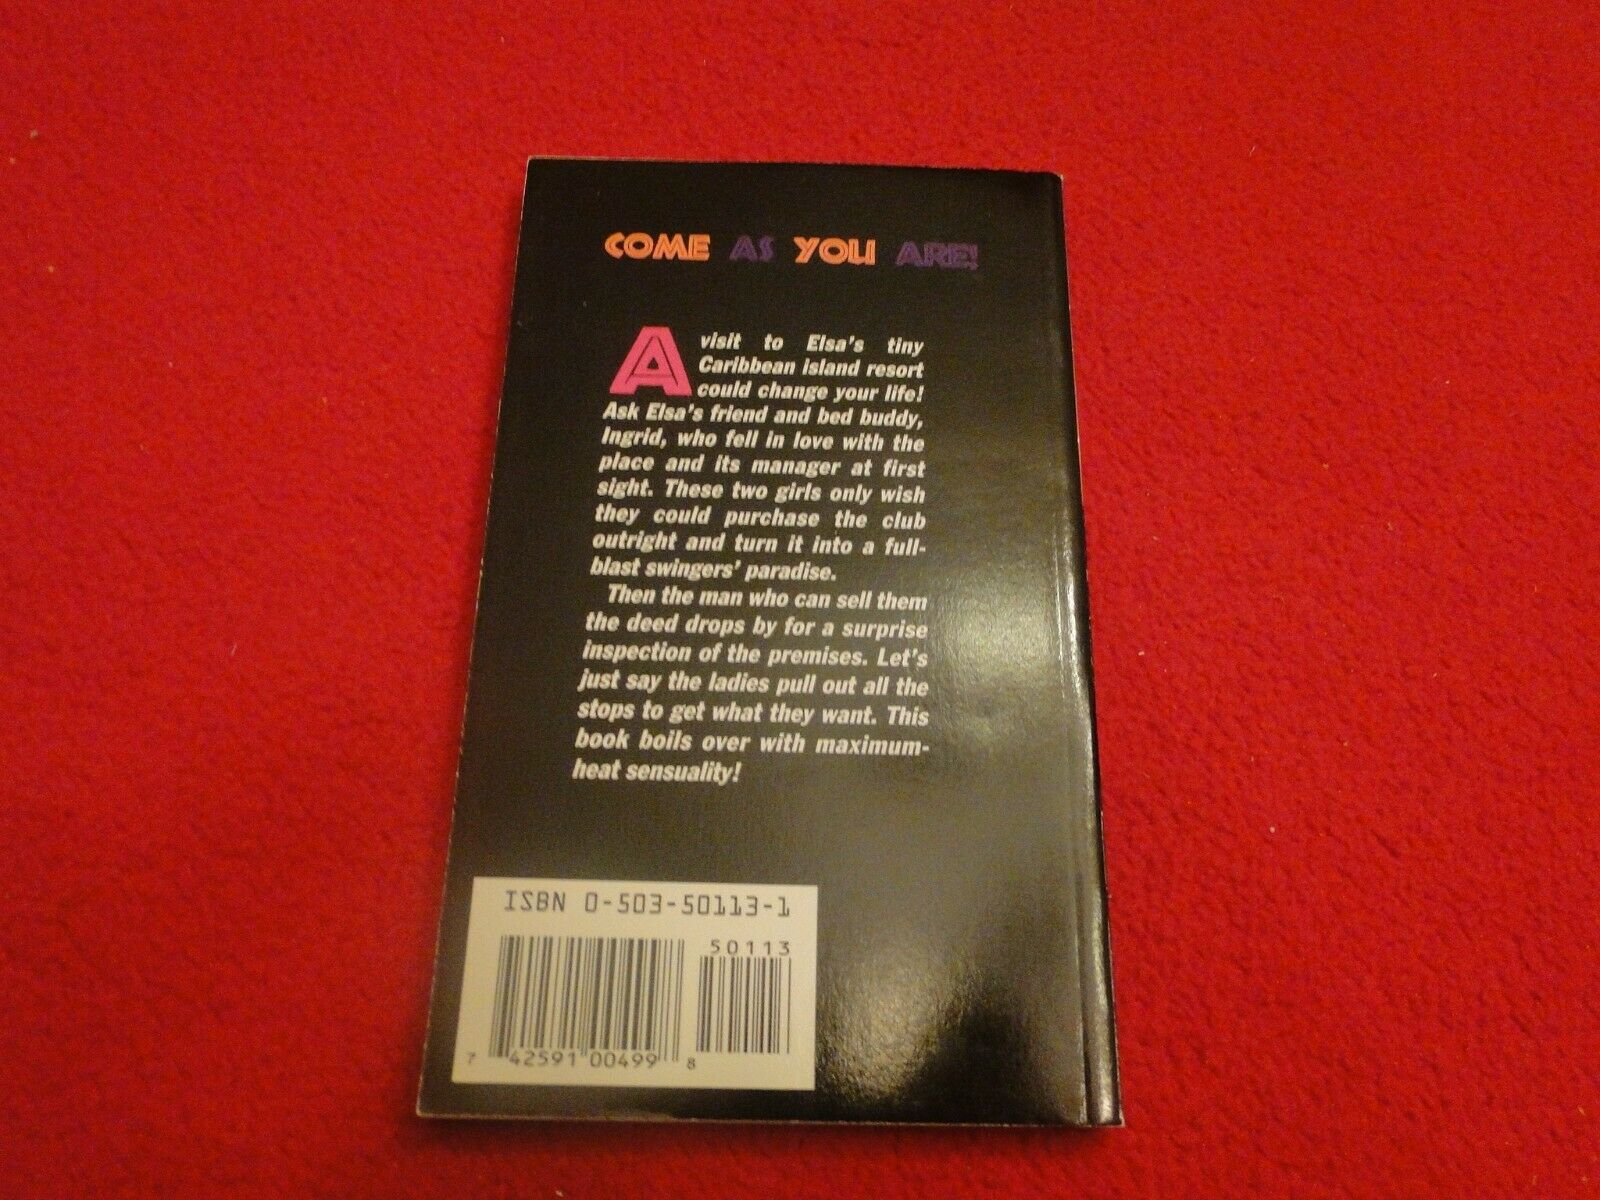 COME AS YOU ARE!
A visit to Elsa's tiny
Caribbean island resort
could change your life!
Ask Elsa's friend and bed buddy,
Ingrid, who fell in love with the
place and its manager at first
sight. These two girls only wish
they could purchase the club
outright and turn it into a full-
blast swingers' paradise.
Then the man who can sell them
the deed drops by for a surprise
inspection of the premises. Let's
just say the ladies pull out all the
stops to get what they want. This
book boils over with maximum-
heat sensuality!
ISBN 0-503-50113-1
50113
7 42591 00499 8